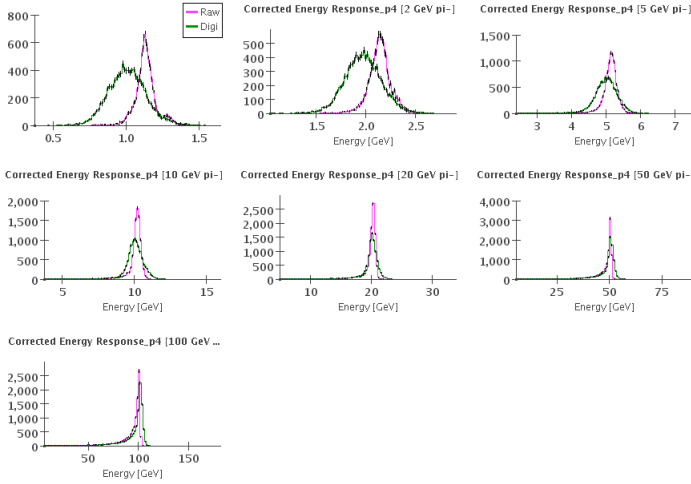 Raw
Digi
800
600
400
200
0
0.5 1.0 1.5
Corrected Energy Response_p4 [2 GeV pi-]
500
400
300
200
100
0
1.5 2.0 2.5
Energy [GeV]
Corrected Energy Response_p4 [5 GeV pi-]
1,500
1,000
500
0
3 4 5 6 7
Energy [GeV]
Corrected Energy Response_p4 [10 GeV pi-]
2,000
1,500
1,000
500
0
5 10 15
Energy [GeV]
Corrected Energy Response_p4 [20 GeV pi-]
2,500
2,000
1,500
1,000
500
0
10 20 30
Energy [GeV]
Corrected Energy Response_p4 [50 GeV pi-]
4,000
3,000
2,000
1,000
0
25 50 75
Energy [GeV]
Corrected Energy Response_p4 [100 GeV ...
2,500
2,000
1,500
1,000
500
0
50 100 150
Energy [GeV]